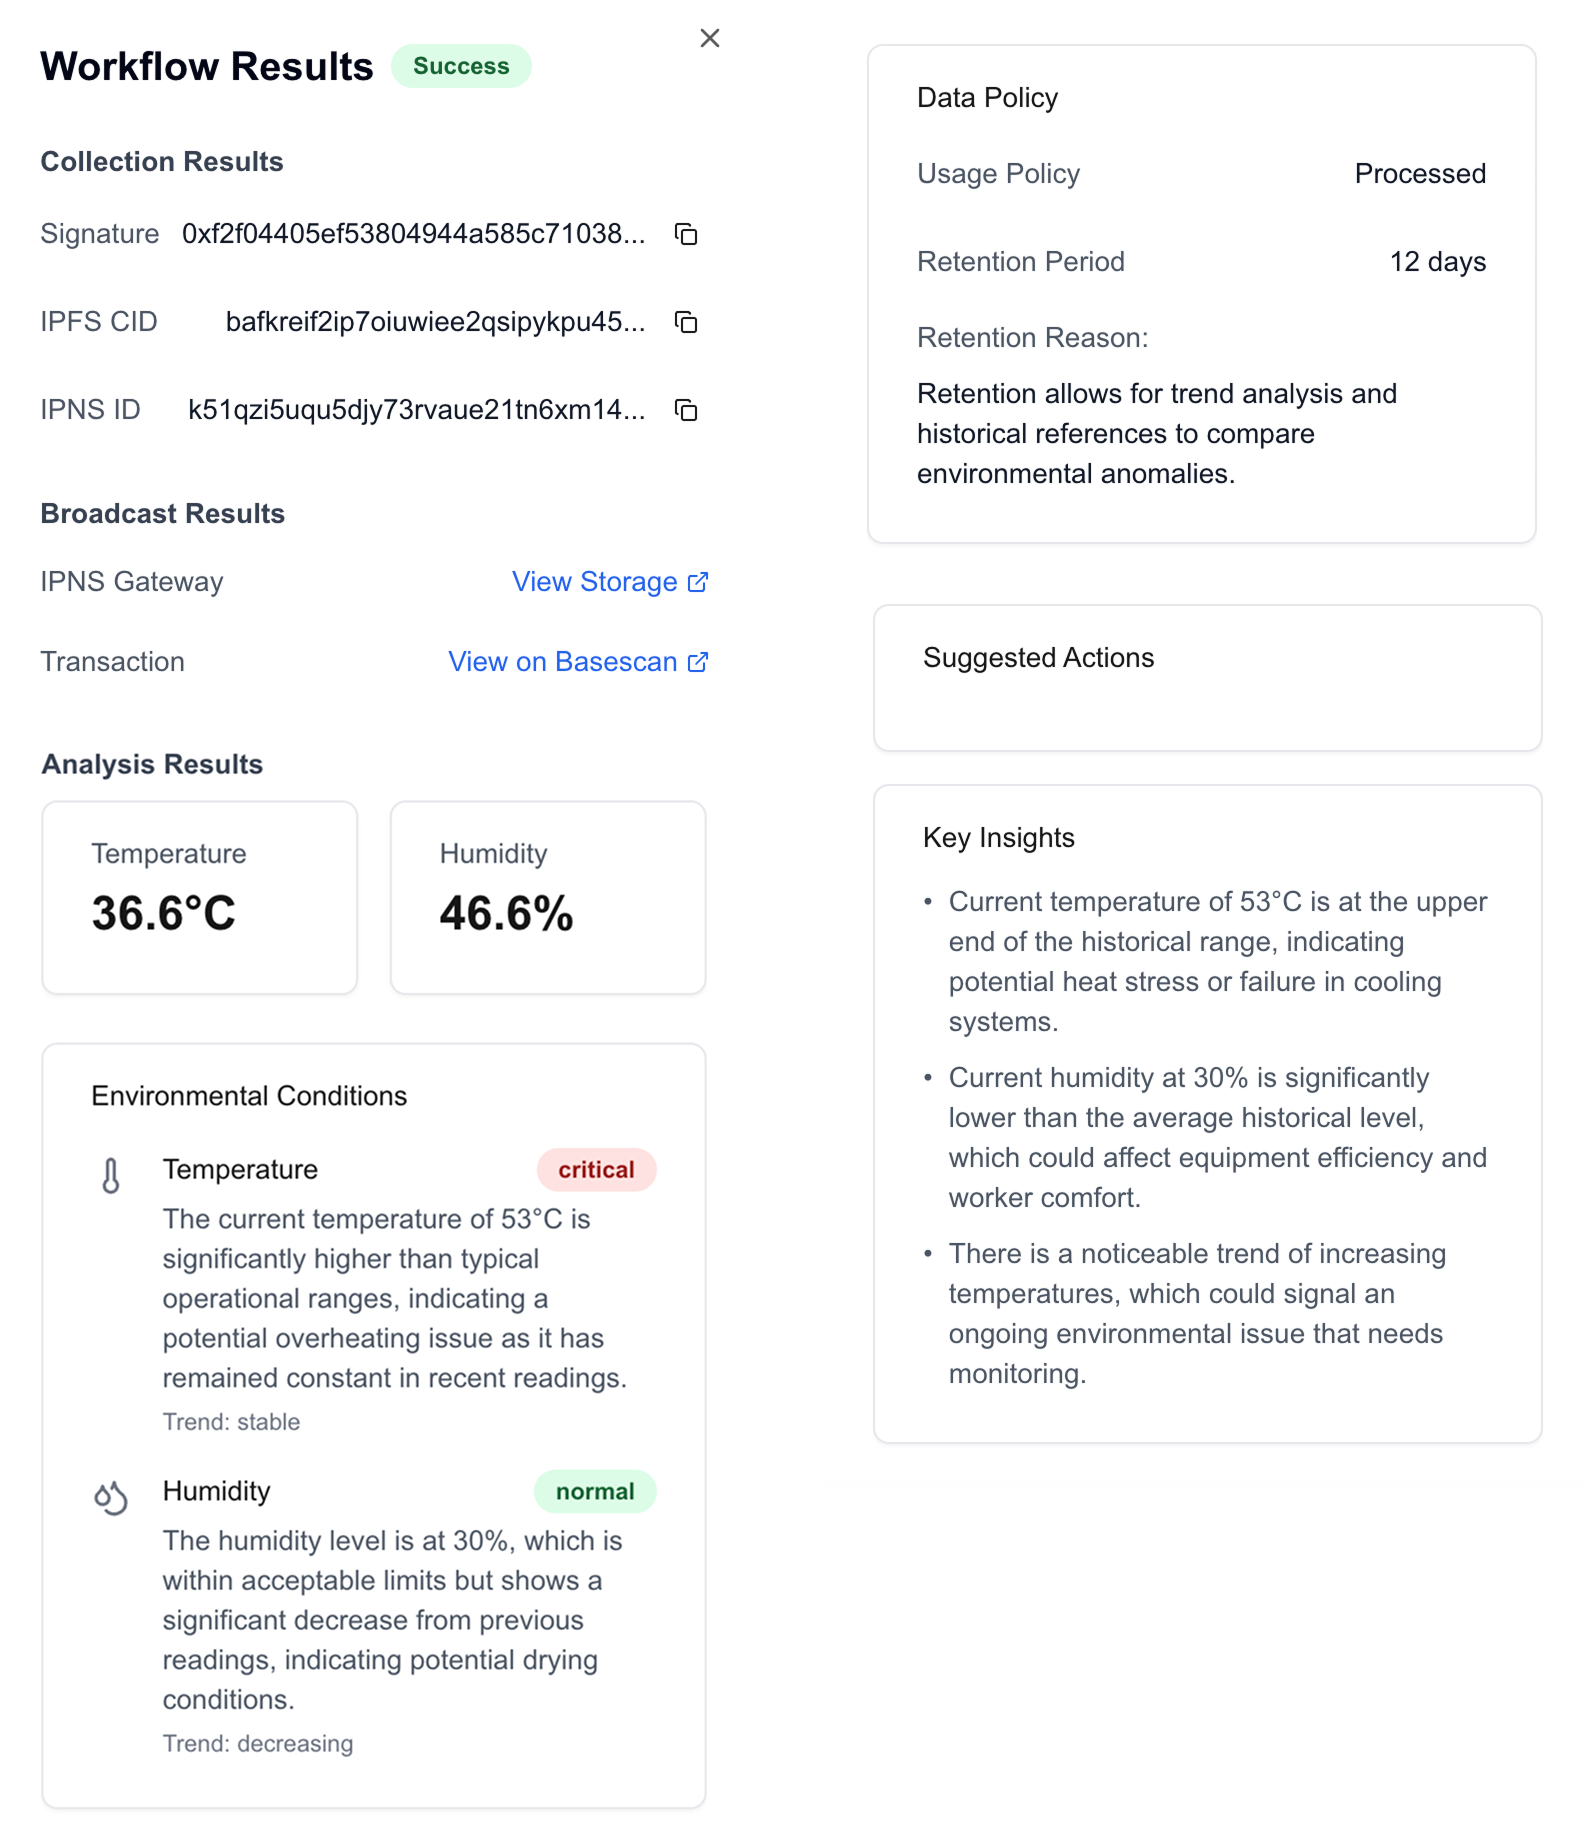 Workflow Results Success
Collection Results
Signature 0xf2f04405ef53804944a585c71038...
IPFS CID bafkreif2ip7oiuwiee2qsipykpu45...
IPNS ID k51qzi5uqu5djy73rvaue21tn6xm14...
Broadcast Results
IPNS Gateway View Storage
Transaction View on Basescan
Analysis Results
Temperature
36.6°C
Humidity
46.6%
Environmental Conditions
Temperature critical
The current temperature of 53°C is
significantly higher than typical
operational ranges, indicating a
potential overheating issue as it has
remained constant in recent readings.
Trend: stable
Humidity normal
The humidity level is at 30%, which is
within acceptable limits but shows a
significant decrease from previous
readings, indicating potential drying
conditions.
Trend: decreasing
Data Policy
Usage Policy Processed
Retention Period 12 days
Retention Reason:
Retention allows for trend analysis and
historical references to compare
environmental anomalies.
Suggested Actions
Key Insights
• Current temperature of 53°C is at the upper
end of the historical range, indicating
potential heat stress or failure in cooling
systems.
• Current humidity at 30% is significantly
lower than the average historical level,
which could affect equipment efficiency and
worker comfort.
• There is a noticeable trend of increasing
temperatures, which could signal an
ongoing environmental issue that needs
monitoring.